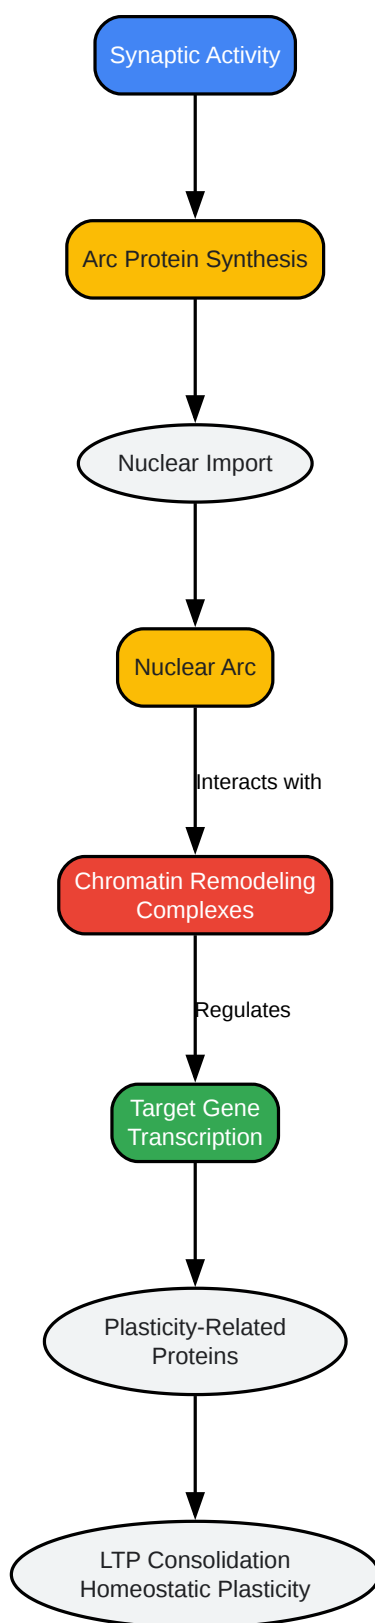 Synaptic Activity
Arc Protein Synthesis
Nuclear Import
Nuclear Arc
Interacts with
Chromatin Remodeling
Complexes
Regulates
Target Gene
Transcription
Plasticity-Related
Proteins
LTP Consolidation
Homeostatic Plasticity